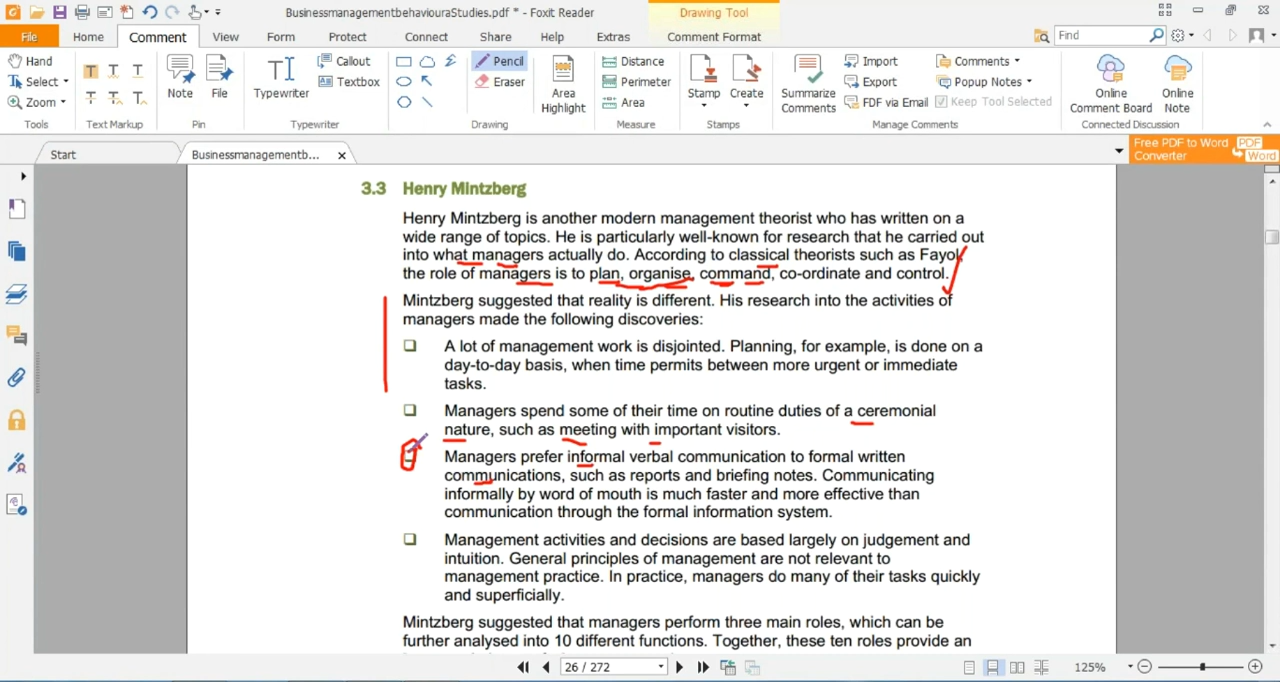 BusinessmanagementbehaviouraStudies.pdf * - Foxit Reader
Drawing Tool
File Home Comment View Form Protect Connect Share Help Extras Comment Format
Find
Hand
Select
Zoom
Tools
Text Markup
Note
File
Pin
Typewriter
Callout
Textbox
Typewriter
Pencil
Eraser
Drawing
Area
Highlight
Distance
Perimeter
Area
Measure
Stamp
Create
Stamps
Summarize
Comments
Import
Export
FDF via Email
Comments
Popup Notes
Keep Tool Selected
Manage Comments
Online
Comment Board
Online
Note
Connected Discussion
Start
Businessmanagementb...
Free PDF to Word
Converter
PDF
Word
3.3 Henry Mintzberg
Henry Mintzberg is another modern management theorist who has written on a
wide range of topics. He is particularly well-known for research that he carried out
into what managers actually do. According to classical theorists such as Fayol
the role of managers is to plan, organise, command, co-ordinate and control.
Mintzberg suggested that reality is different. His research into the activities of
managers made the following discoveries:
A lot of management work is disjointed. Planning, for example, is done on a
day-to-day basis, when time permits between more urgent or immediate
tasks.
Managers spend some of their time on routine duties of a ceremonial
nature, such as meeting with important visitors.
Managers prefer informal verbal communication to formal written
communications, such as reports and briefing notes. Communicating
informally by word of mouth is much faster and more effective than
communication through the formal information system.
Management activities and decisions are based largely on judgement and
intuition. General principles of management are not relevant to
management practice. In practice, managers do many of their tasks quickly
and superficially.
Mintzberg suggested that managers perform three main roles, which can be
further analysed into 10 different functions. Together, these ten roles provide an
26 / 272
125%